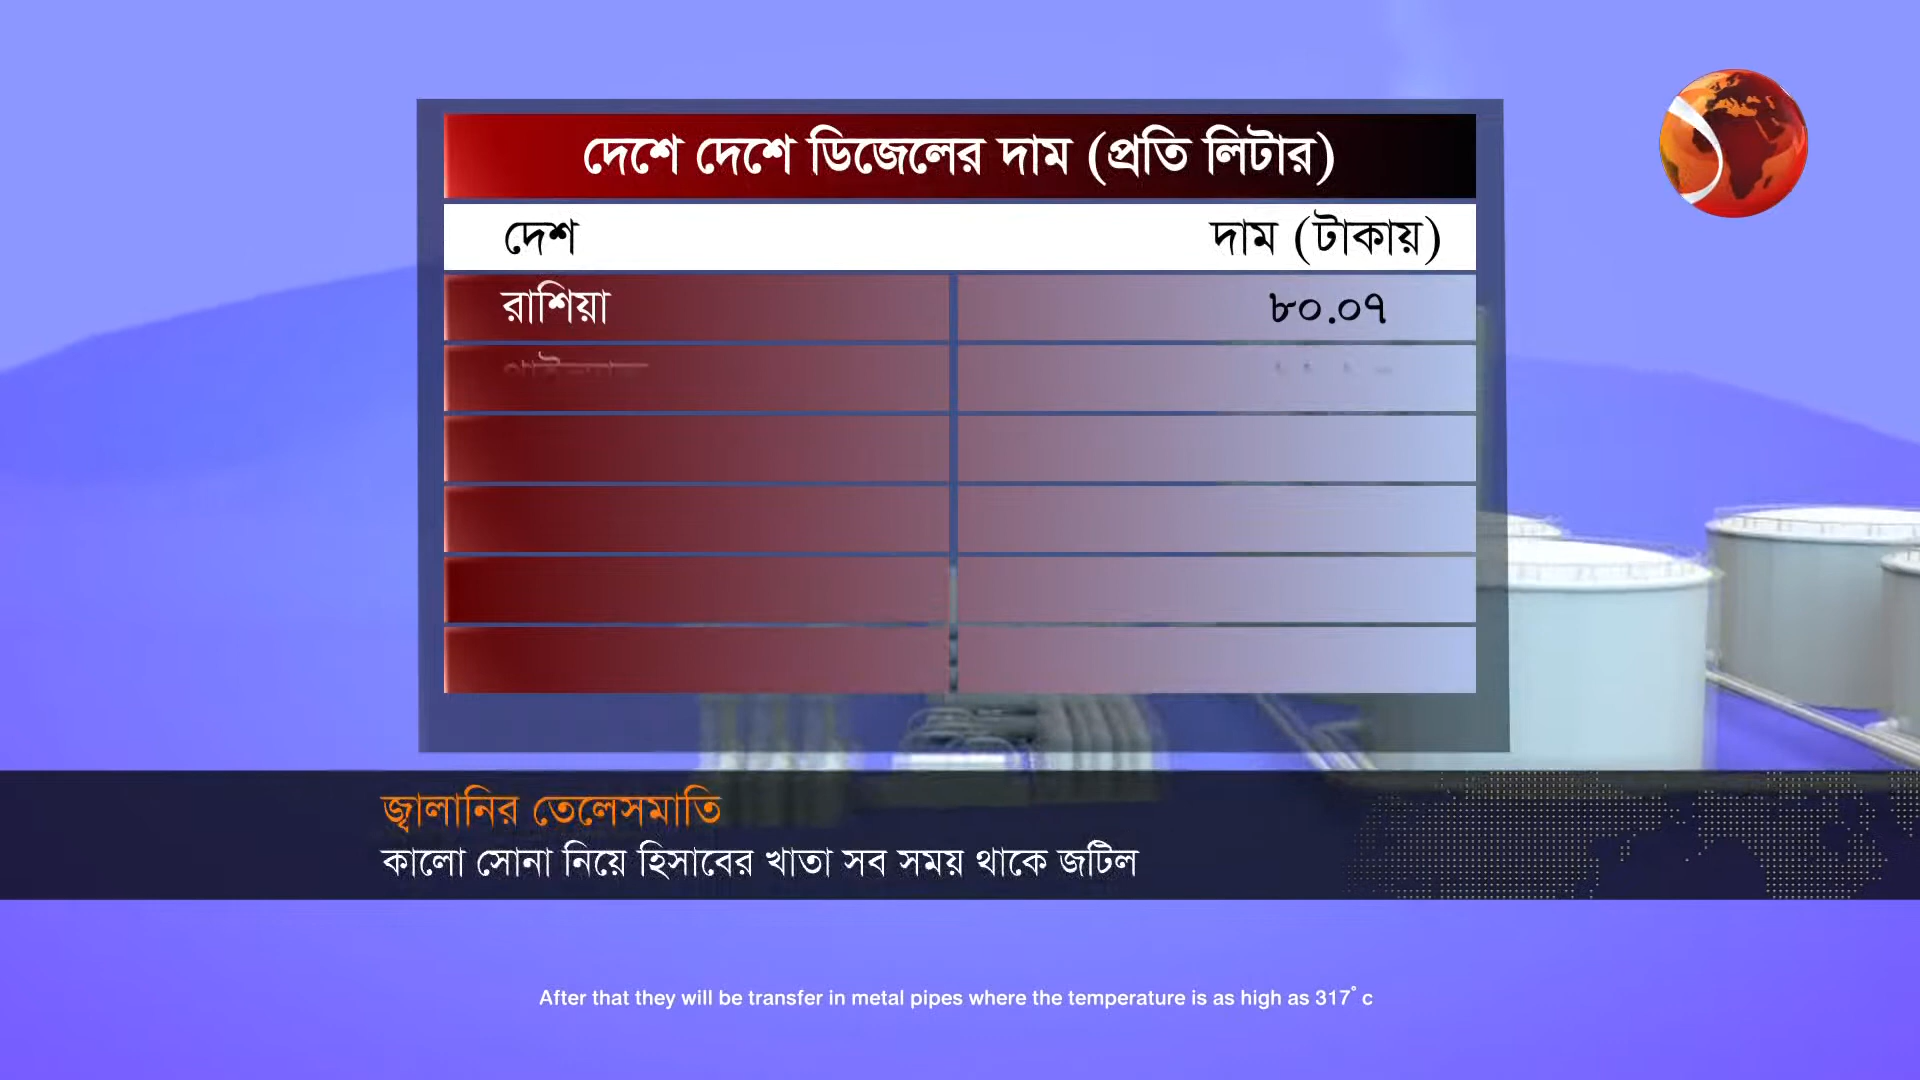 দেশে দেশে ডিজেলের দাম (প্রতি লিটার)
দেশ দাম (টাকায়)
রাশিয়া ৮০.০৭
জ্বালানির তেলেসমাতি
কালো সোনা নিয়ে হিসাবের খাতা সব সময় থাকে জটিল
After that they will be transfer in metal pipes where the temperature is as high as 317° c